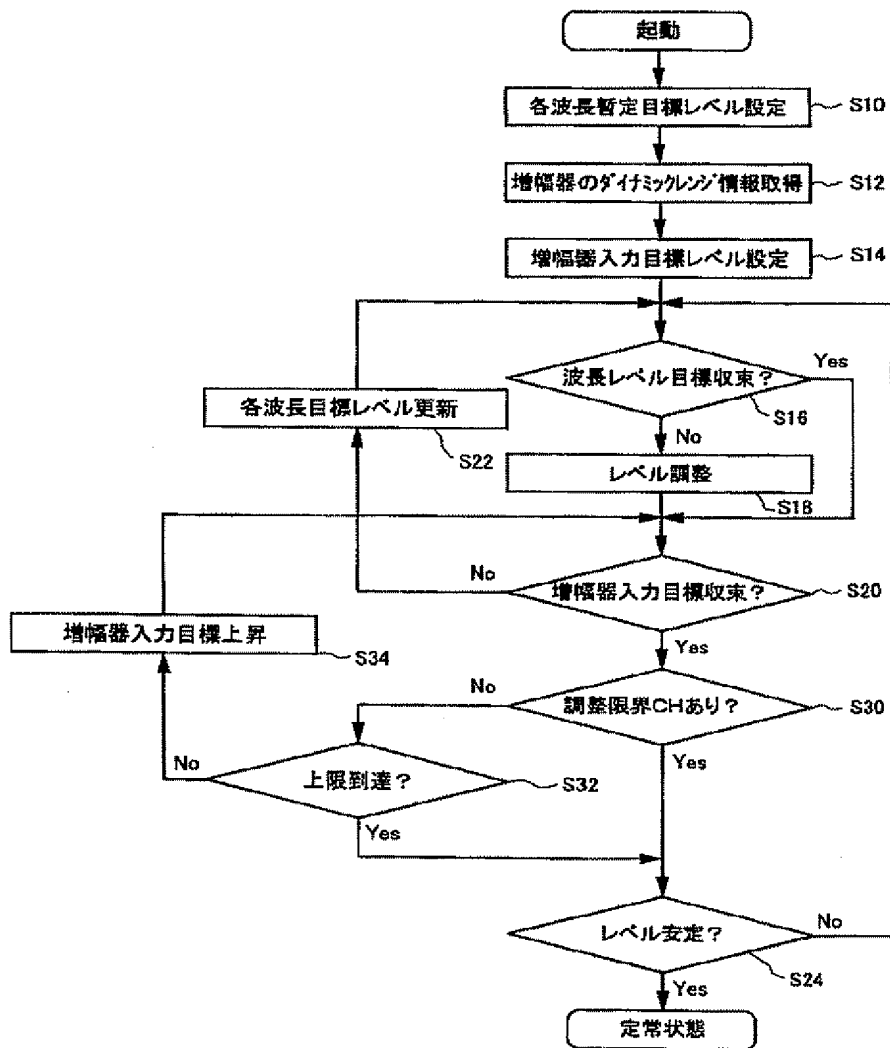 起動
各波長暫定目標レベル設定
S10
増幅器のダイナミックレンジ情報取得
S12
増幅器入力目標レベル設定
S14
波長レベル目標収束？
Yes
S16
No
各波長目標レベル更新
S22
レベル調整
S18
増幅器入力目標収束？
No
S20
Yes
増幅器入力目標上昇
S34
調整限界CHあり？
No
S30
Yes
上限到達？
No
S32
Yes
レベル安定？
No
S24
Yes
定常状態